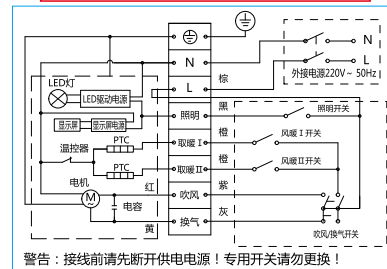 N
N
L
L
外接电源220V~ 50Hz
棕
LED灯
LED驱动电源
黑
照明
照明开关
显示屏
显示屏电源
橙
温控器
PTC
取暖Ⅰ
风暖Ⅰ开关
橙
PTC
取暖Ⅱ
风暖Ⅱ开关
电机
M
红
紫
吹风
电容
灰
黄
换气
吹风/换气开关
警告：接线前请先断开供电电源！专用开关请勿更换！